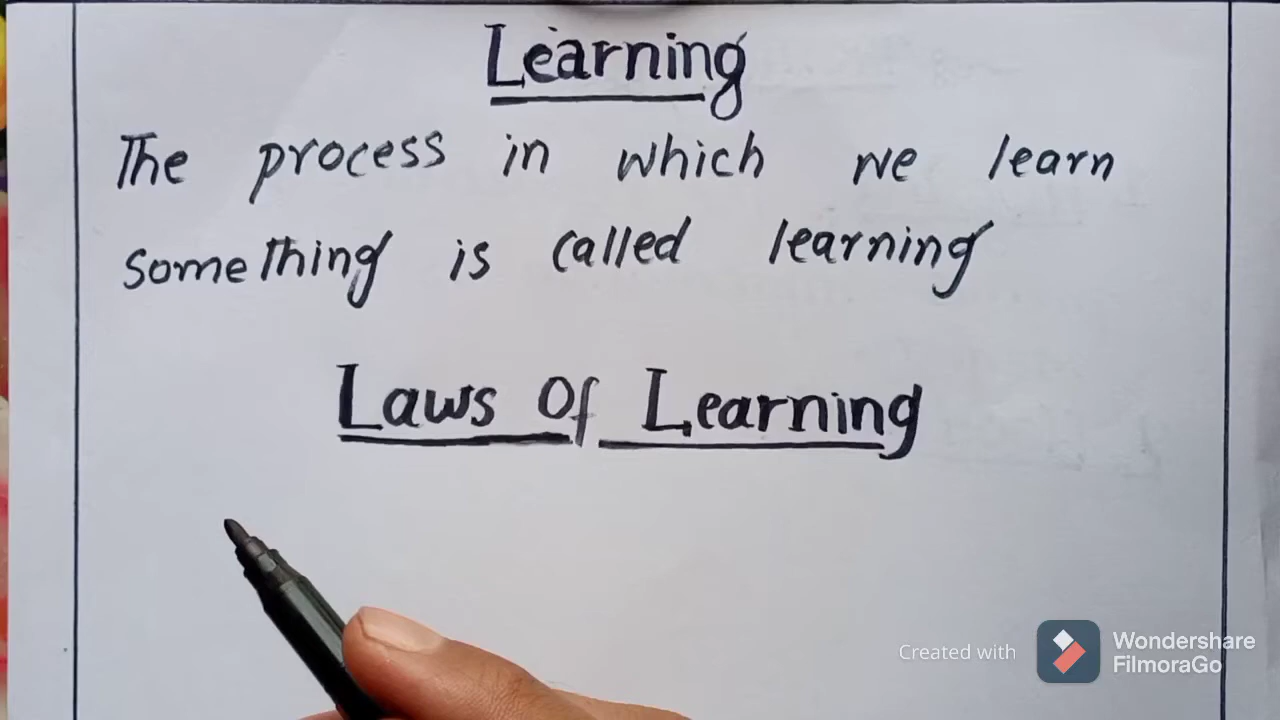 Learning
The process in which we learn
something is called learning
Laws Of Learning
Created with Wondershare FilmoraGo